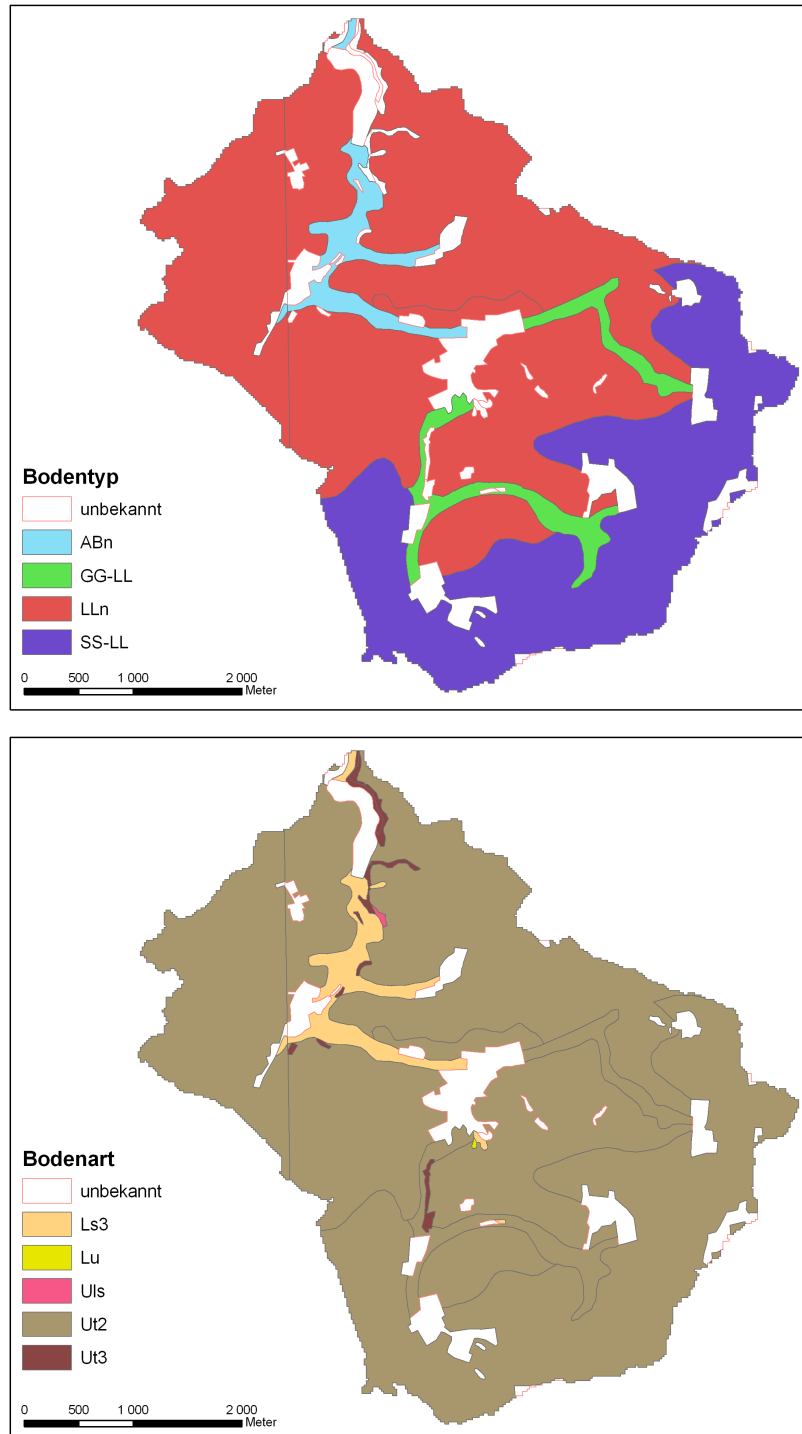 Bodentyp
unbekannt
ABn
GG-LL
LLn
SS-LL
0 500 1 000 2 000
Meter
Bodenart
unbekannt
Ls3
Lu
Uls
Ut2
Ut3
0 500 1 000 2 000
Meter